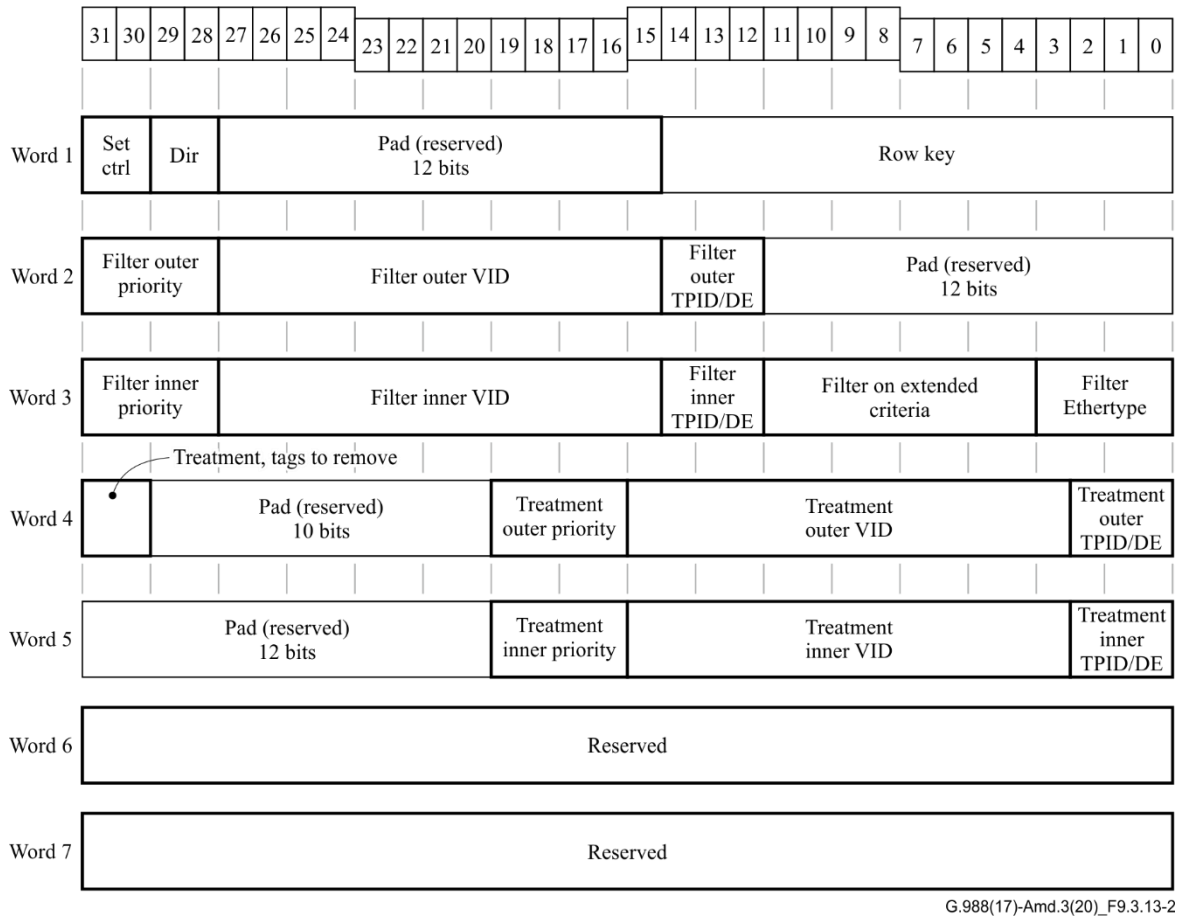 31 30 29 28 27 26 25 24 23 22 21 20 19 18 17 16 15 14 13 12 11 10 9 8 7 6 5 4 3 2 1 0
Word 1
Set
ctrl
Dir
Pad (reserved)
12 bits
Row key
Word 2
Filter outer
priority
Filter outer VID
Filter
outer
TPID/DE
Pad (reserved)
12 bits
Word 3
Filter inner
priority
Filter inner VID
Filter
inner
TPID/DE
Filter on extended
criteria
Filter
Ethertype
Treatment, tags to remove
Word 4
Pad (reserved)
10 bits
Treatment
outer priority
Treatment
outer VID
Treatment
outer
TPID/DE
Word 5
Pad (reserved)
12 bits
Treatment
inner priority
Treatment
inner VID
Treatment
inner
TPID/DE
Word 6
Reserved
Word 7
Reserved
G.988(17)-Amd.3(20)_F9.3.13-2